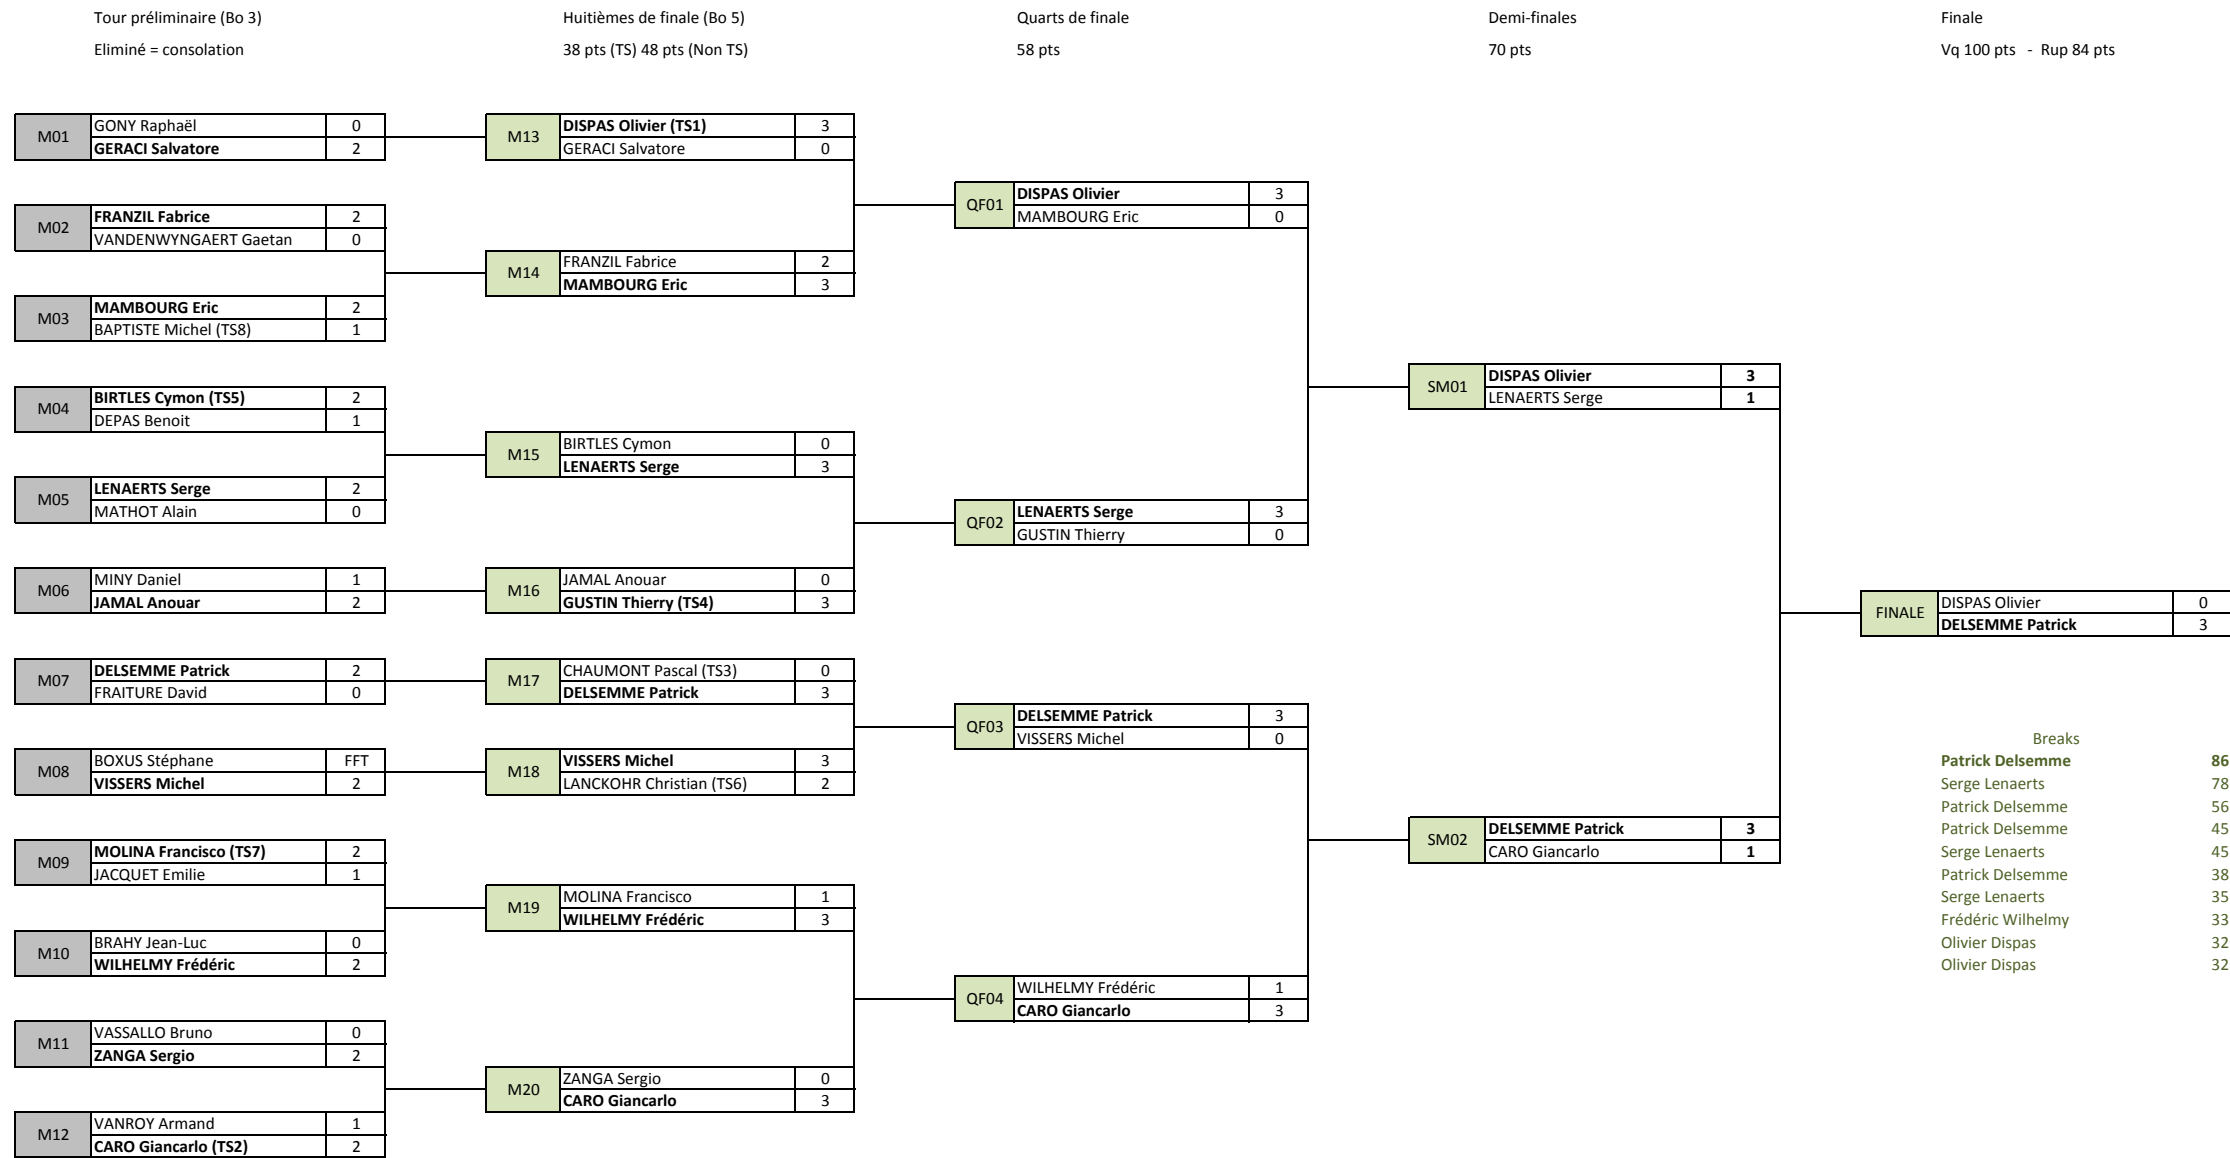 Tour préliminaire (Bo 3)
Eliminé = consolation
Huitièmes de finale (Bo 5)
38 pts (TS) 48 pts (Non TS)
Quarts de finale
58 pts
Demi-finales
70 pts
Finale
Vq 100 pts - Rup 84 pts
M01
GONY Raphaël 0
GERACI Salvatore 2
M02
FRANZIL Fabrice 2
VANDENWYNGAERT Gaetan 0
M03
MAMBOURG Eric 2
BAPTISTE Michel (TS8) 1
M04
BIRTLES Cymon (TS5) 2
DEPAS Benoit 1
M05
LENAERTS Serge 2
MATHOT Alain 0
M06
MINY Daniel 1
JAMAL Anouar 2
M07
DELSEMME Patrick 2
FRAITURE David 0
M08
BOXUS Stéphane FFT
VISSERS Michel 2
M09
MOLINA Francisco (TS7) 2
JACQUET Emilie 1
M10
BRAHY Jean-Luc 0
WILHELMY Frédéric 2
M11
VASSALLO Bruno 0
ZANGA Sergio 2
M12
VANROY Armand 1
CARO Giancarlo (TS2) 2
M13
DISPAS Olivier (TS1) 3
GERACI Salvatore 0
M14
FRANZIL Fabrice 2
MAMBOURG Eric 3
M15
BIRTLES Cymon 0
LENAERTS Serge 3
M16
JAMAL Anouar 0
GUSTIN Thierry (TS4) 3
M17
CHAUMONT Pascal (TS3) 0
DELSEMME Patrick 3
M18
VISSERS Michel 3
LANCKOHR Christian (TS6) 2
M19
MOLINA Francisco 1
WILHELMY Frédéric 3
M20
ZANGA Sergio 0
CARO Giancarlo 3
QF01
DISPAS Olivier 3
MAMBOURG Eric 0
QF02
LENAERTS Serge 3
GUSTIN Thierry 0
QF03
DELSEMME Patrick 3
VISSERS Michel 0
QF04
WILHELMY Frédéric 1
CARO Giancarlo 3
SM01
DISPAS Olivier 3
LENAERTS Serge 1
SM02
DELSEMME Patrick 3
CARO Giancarlo 1
FINALE
DISPAS Olivier 0
DELSEMME Patrick 3
Breaks
Patrick Delsemme 86
Serge Lenaerts 78
Patrick Delsemme 56
Patrick Delsemme 45
Serge Lenaerts 45
Patrick Delsemme 38
Serge Lenaerts 35
Frédéric Wilhelmy 33
Olivier Dispas 32
Olivier Dispas 32